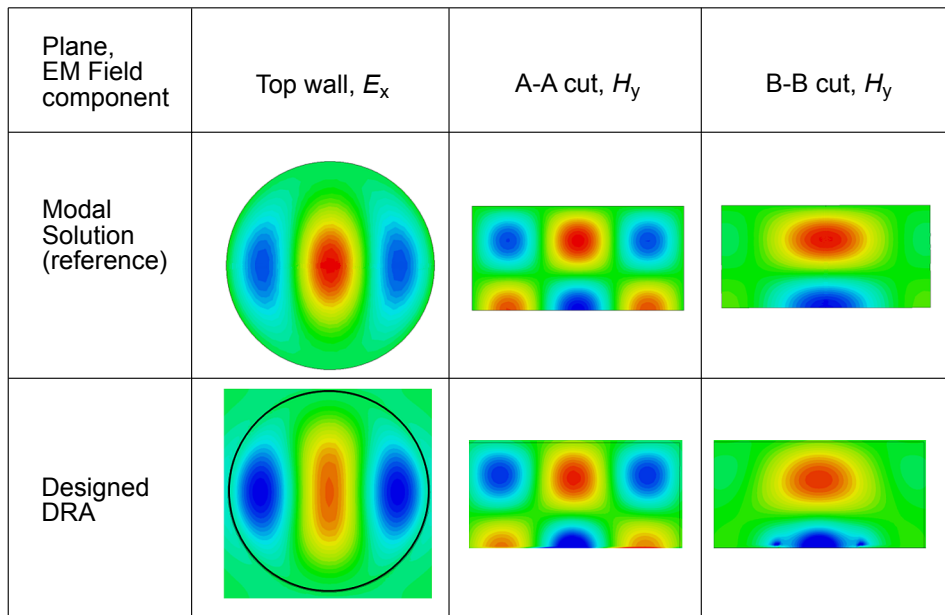 Plane,
EM Field
component
Top wall, Ex
A-A cut, Hy
B-B cut, Hy
Modal
Solution
(reference)
Designed
DRA